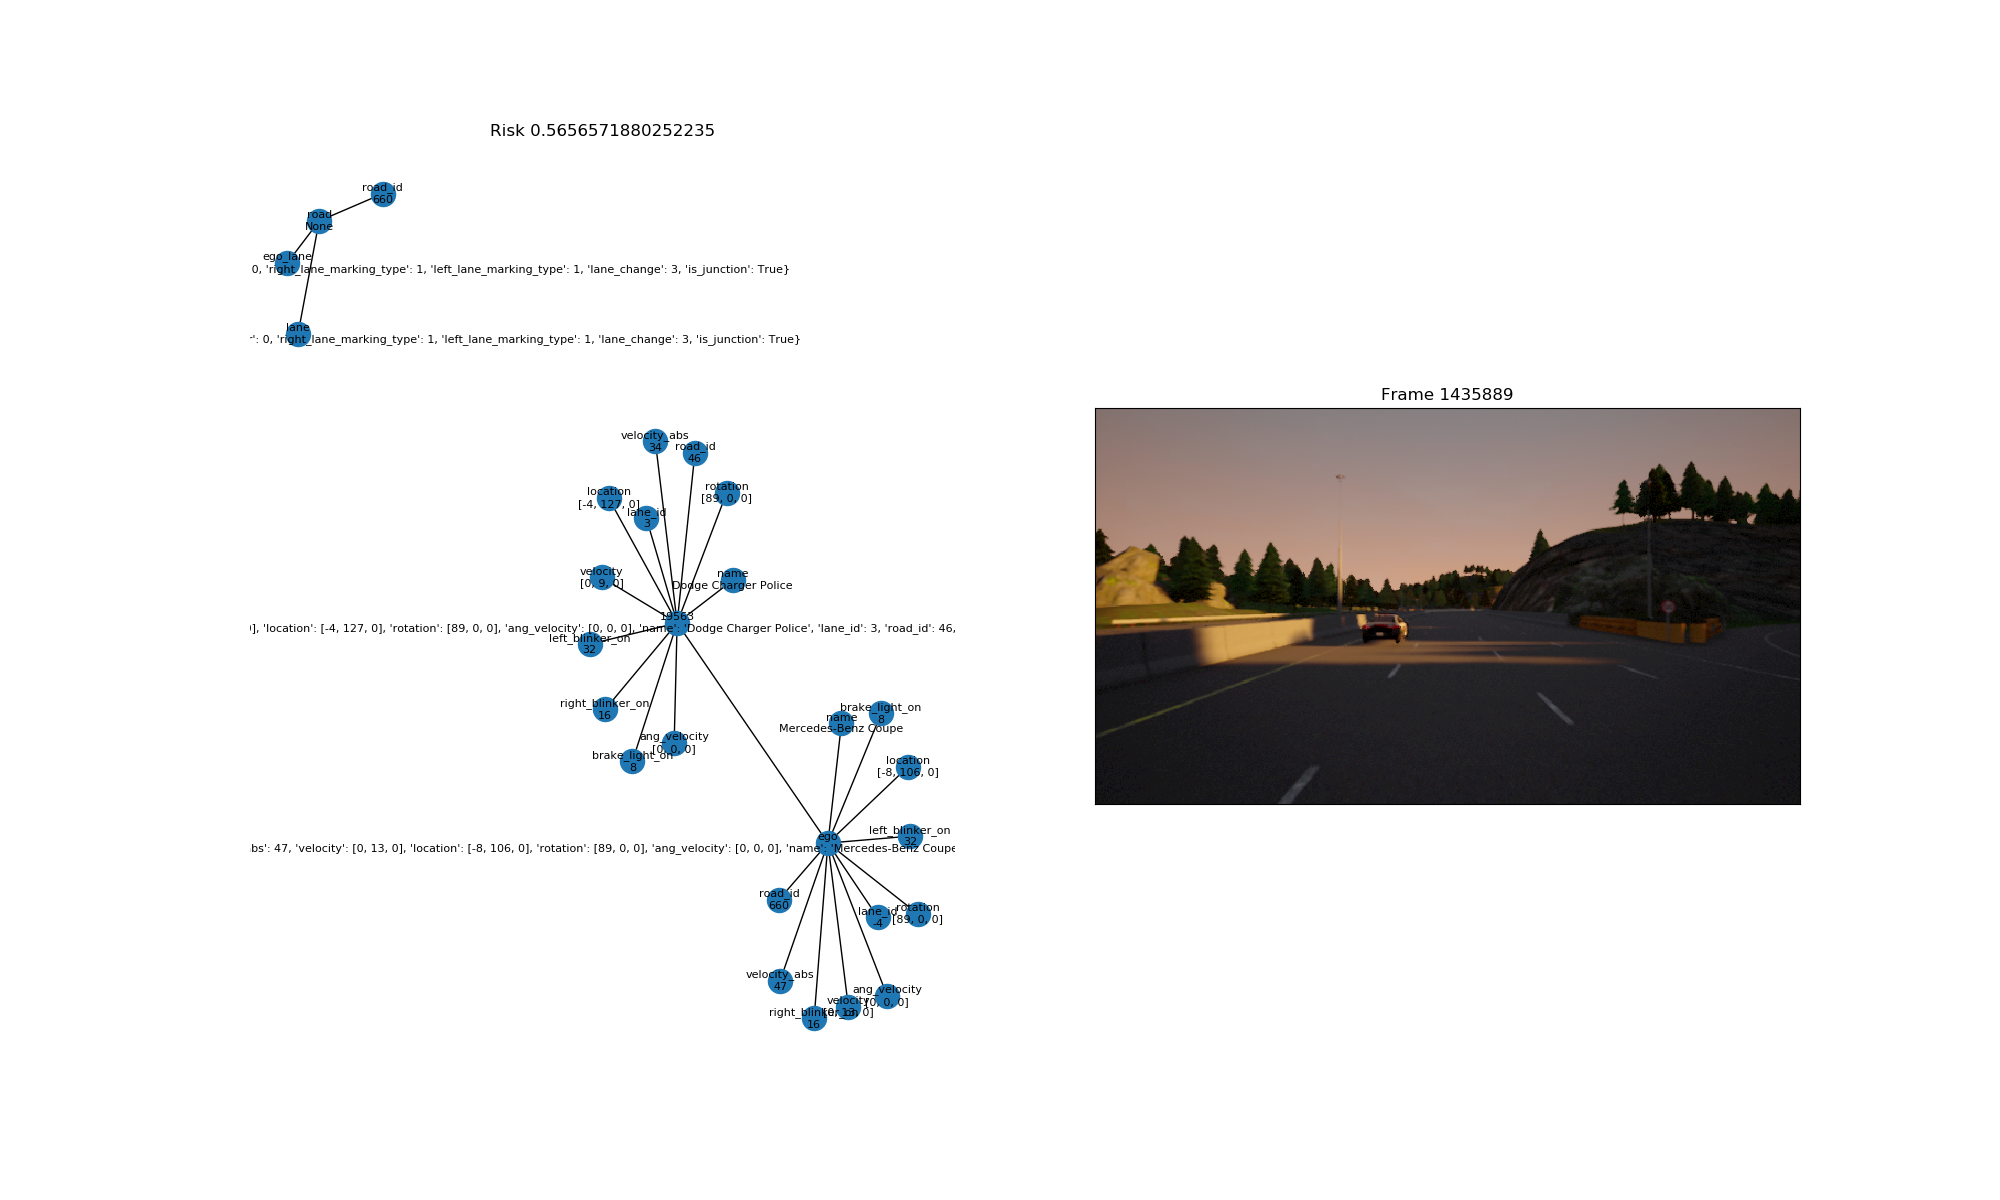 Risk 0.5656571880252235
road_id
660
road
None
ego_lane
0, 'right_lane_marking_type': 1, 'left_lane_marking_type': 1, 'lane_change': 3, 'is_junction': True}
lane
': 0, 'right_lane_marking_type': 1, 'left_lane_marking_type': 1, 'lane_change': 3, 'is_junction': True}
Frame 1435889
velocity_abs
34
road_id
46
rotation
[89, 0, 0]
location
[-4, 127, 0]
lane_id
3
velocity
[0, 9, 0]
name
Dodge Charger Police
19563
], 'location': [-4, 127, 0], 'rotation': [89, 0, 0], 'ang_velocity': [0, 0, 0], 'name': 'Dodge Charger Police', 'lane_id': 3, 'road_id': 46,
left_blinker_on
32
right_blinker_on
16
ang_velocity
[0, 0, 0]
brake_light_on
8
brake_light_on
8
name
Mercedes-Benz Coupe
location
[-8, 106, 0]
left_blinker_on
32
ego
bs': 47, 'velocity': [0, 13, 0], 'location': [-8, 106, 0], 'rotation': [89, 0, 0], 'ang_velocity': [0, 0, 0], 'name': 'Mercedes-Benz Coupe
road_id
660
lane_id
-4
rotation
[89, 0, 0]
velocity_abs
47
ang_velocity
[0, 0, 0]
velocity
[0, 13, 0]
right_blinker_on
16